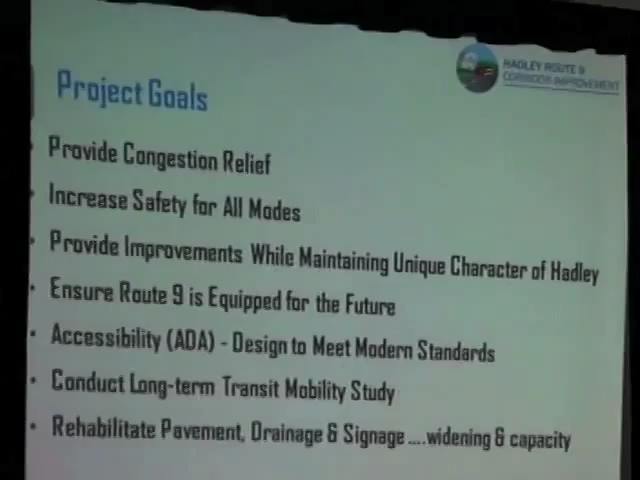 HADLEY ROUTE 9
CORRIDOR IMPROVEMENT
Project Goals
• Provide Congestion Relief
• Increase Safety for All Modes
• Provide Improvements While Maintaining Unique Character of Hadley
• Ensure Route 9 is Equipped for the Future
• Accessibility (ADA) - Design to Meet Modern Standards
• Conduct Long-term Transit Mobility Study
• Rehabilitate Pavement, Drainage & Signage ....widening & capacity